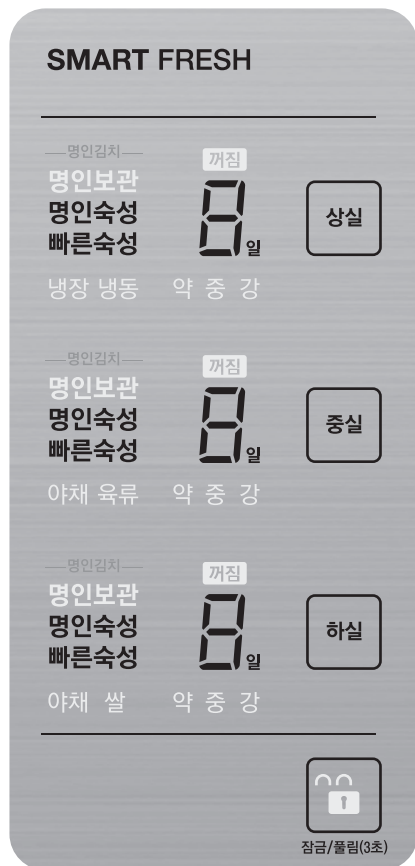 SMART FRESH
명인김치
꺼짐
명인보관
명인숙성
빠른숙성
8일
상실
냉장 냉동 약 중 강
명인김치
꺼짐
명인보관
명인숙성
빠른숙성
8일
중실
야채 육류 약 중 강
명인김치
꺼짐
명인보관
명인숙성
빠른숙성
8일
하실
야채 쌀 약 중 강
잠금/풀림(3초)